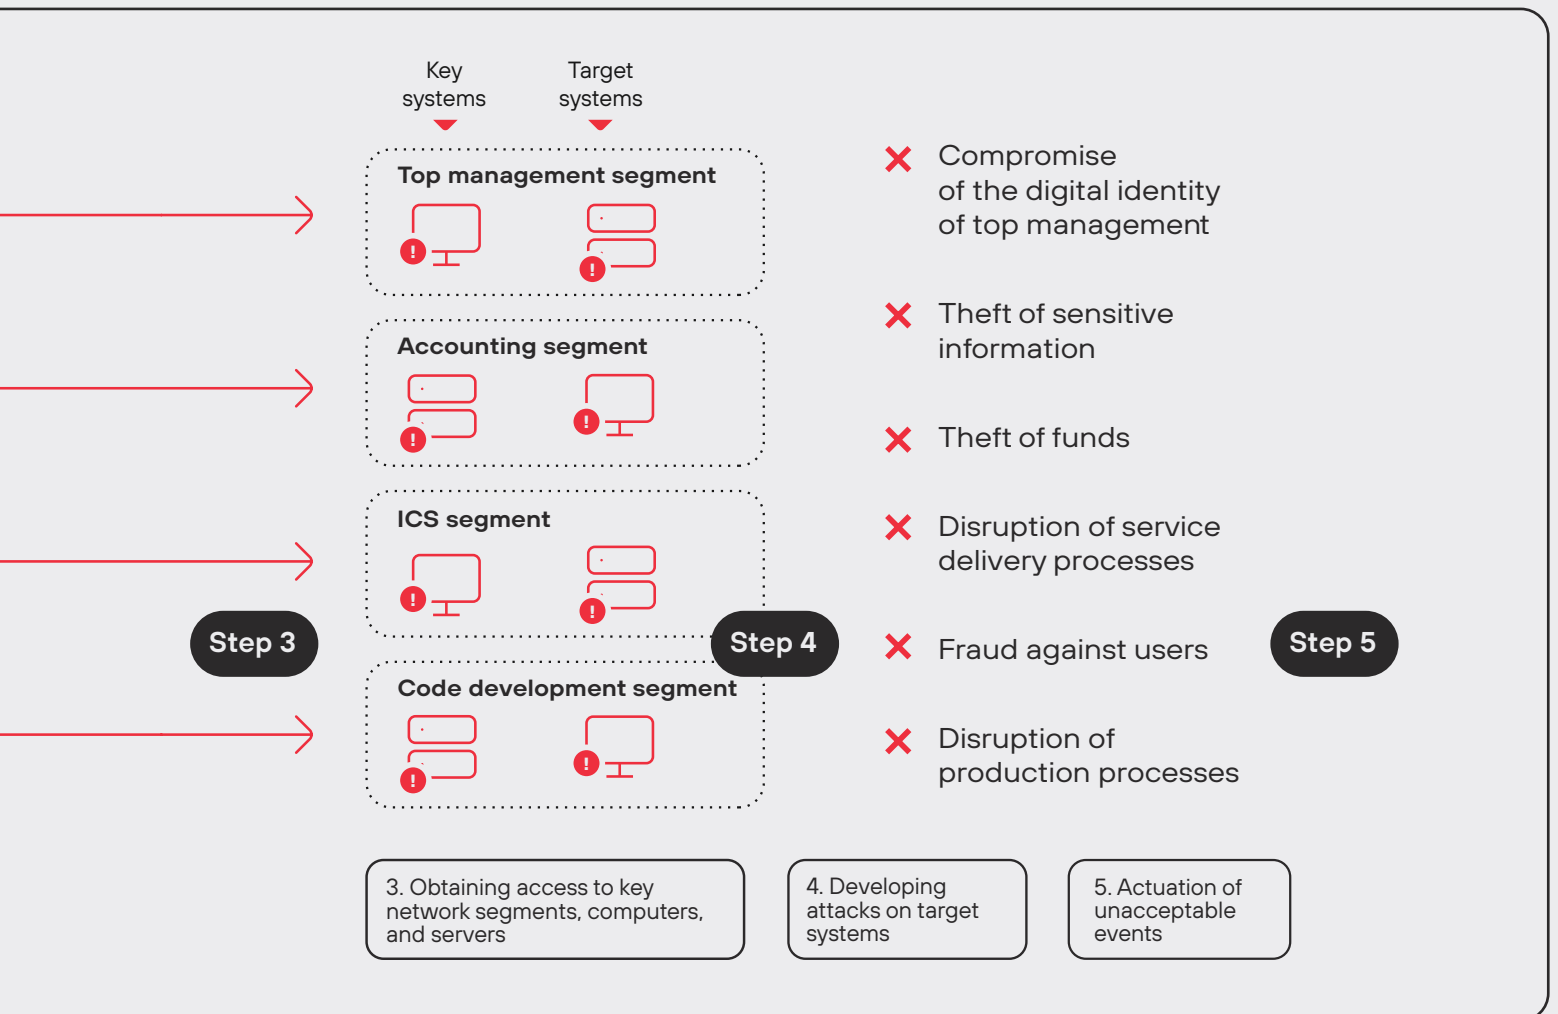 Key
systems
Target
systems
Top management segment
Accounting segment
ICS segment
Code development segment
Step 3
Step 4
Compromise
of the digital identity
of top management
Theft of sensitive
information
Theft of funds
Disruption of service
delivery processes
Fraud against users
Disruption of
production processes
Step 5
3. Obtaining access to key
network segments, computers,
and servers
4. Developing
attacks on target
systems
5. Actuation of
unacceptable
events